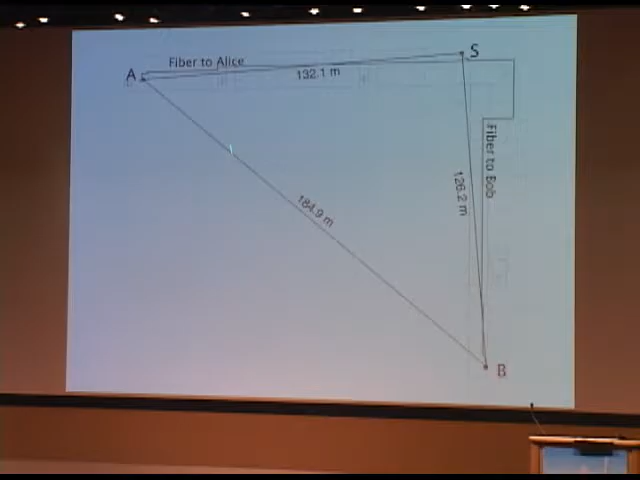 S
Fiber to Alice
A
132.1 m
Fiber to Bob
126.2 m
184.9 m
B